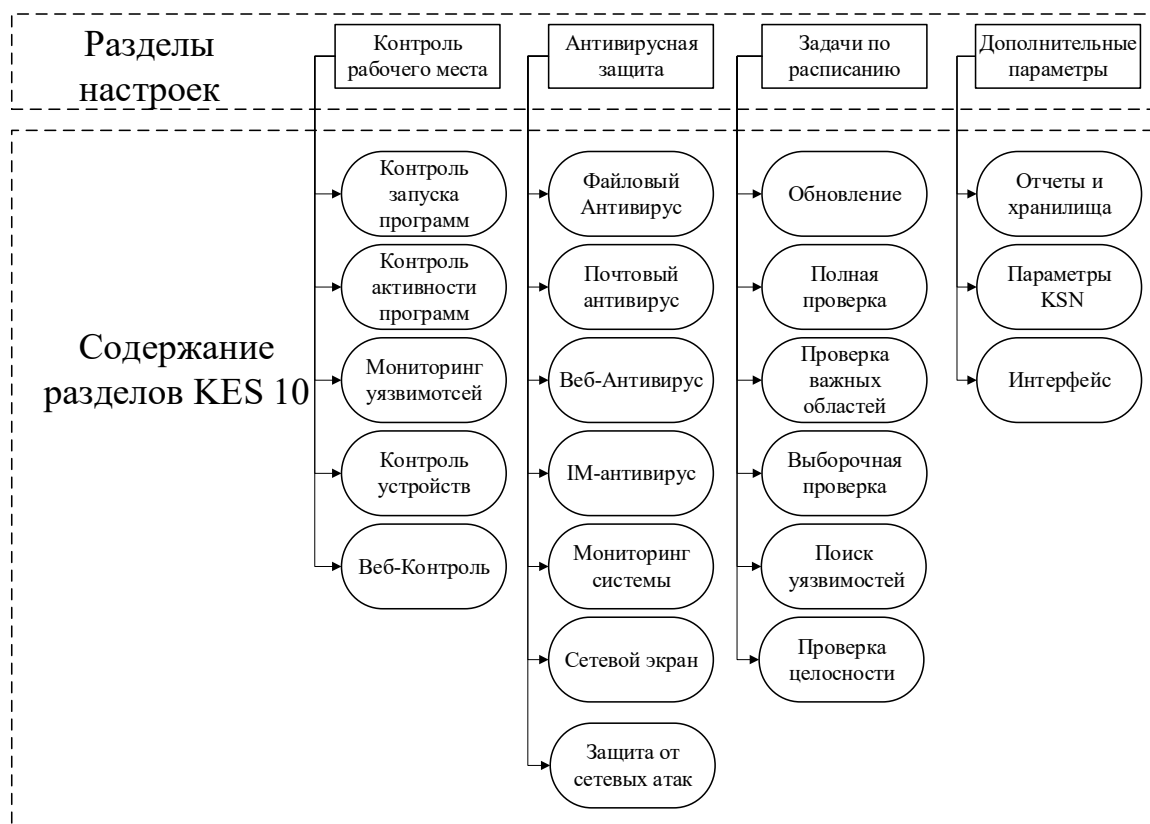 Разделы
настроек
Контроль
рабочего места
Антивирусная
защита
Задачи по
расписанию
Дополнительные
параметры
Содержание
разделов KES 10
Контроль
запуска
программ
Контроль
активности
программ
Мониторинг
уязвимотсей
Контроль
устройств
Веб-Контроль
Файловый
Антивирус
Почтовый
антивирус
Веб-Антивирус
IM-антивирус
Мониторинг
системы
Сетевой экран
Защита от
сетевых атак
Обновление
Полная
проверка
Проверка
важных
областей
Выборочная
проверка
Поиск
уязвимостей
Проверка
целосности
Отчеты и
хранилища
Параметры
KSN
Интерфейс